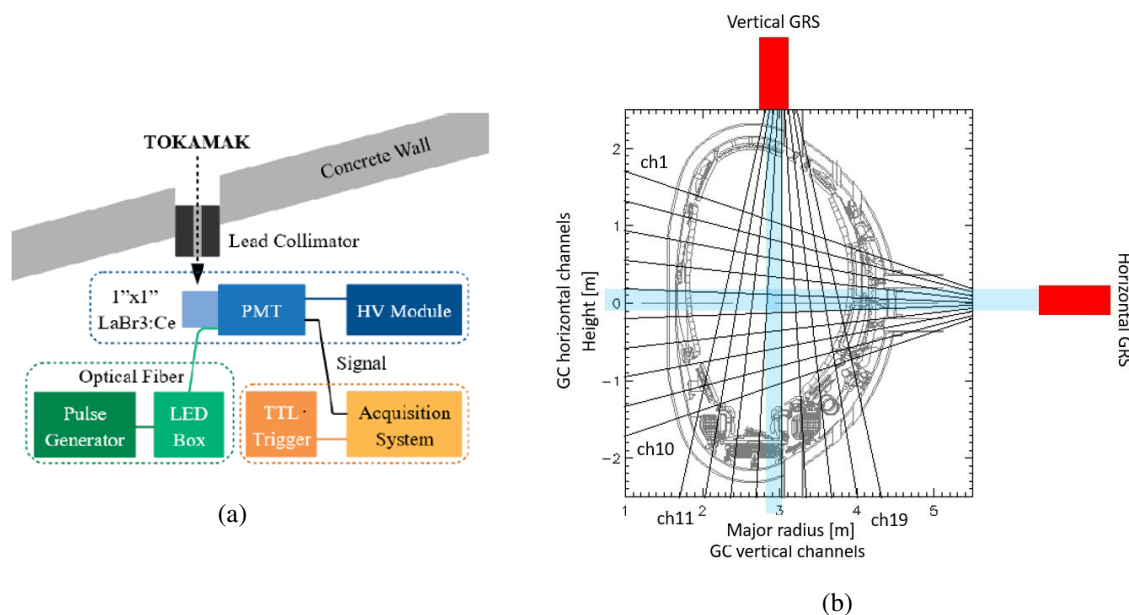 TOKAMAK
Concrete Wall
Lead Collimator
1”x1”
LaBr3:Ce
PMT
HV Module
Optical Fiber
Signal
Pulse
Generator
LED
Box
TTL
Trigger
Acquisition
System
(a)
Vertical GRS
GC horizontal channels
Height [m]
2
1
0
-1
-2
ch1
ch10
Horizontal GRS
1
2
3
4
5
ch11
ch19
Major radius [m]
GC vertical channels
(b)